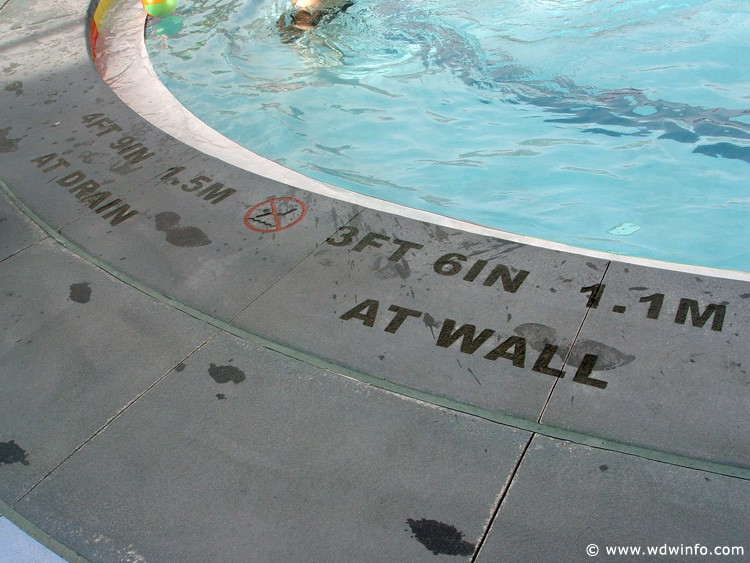 4FT 9IN 1.5M
AT DRAIN
3FT 6IN 1.1M
AT WALL
© www.wdwinfo.com